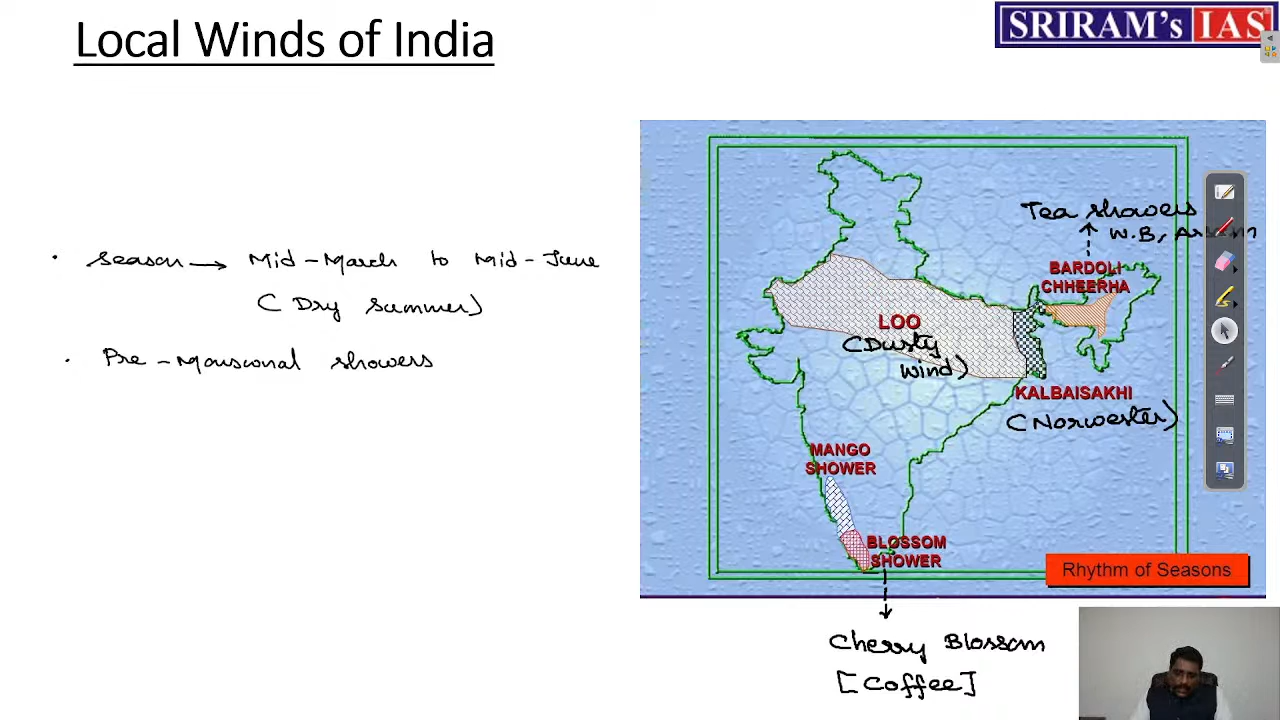 Local Winds of India
SRIRAM's IAS
. Season → Mid-March to Mid-June
( Dry summer)
. Pre-Monsoonal showers
Tea showers
W.B, Assam
BARDOLI
CHHEERHA
LOO
(Dusty
Wind)
KALBAISAKHI
(Norwester)
MANGO
SHOWER
BLOSSOM
SHOWER
Rhythm of Seasons
Cherry Blossom
[Coffee]